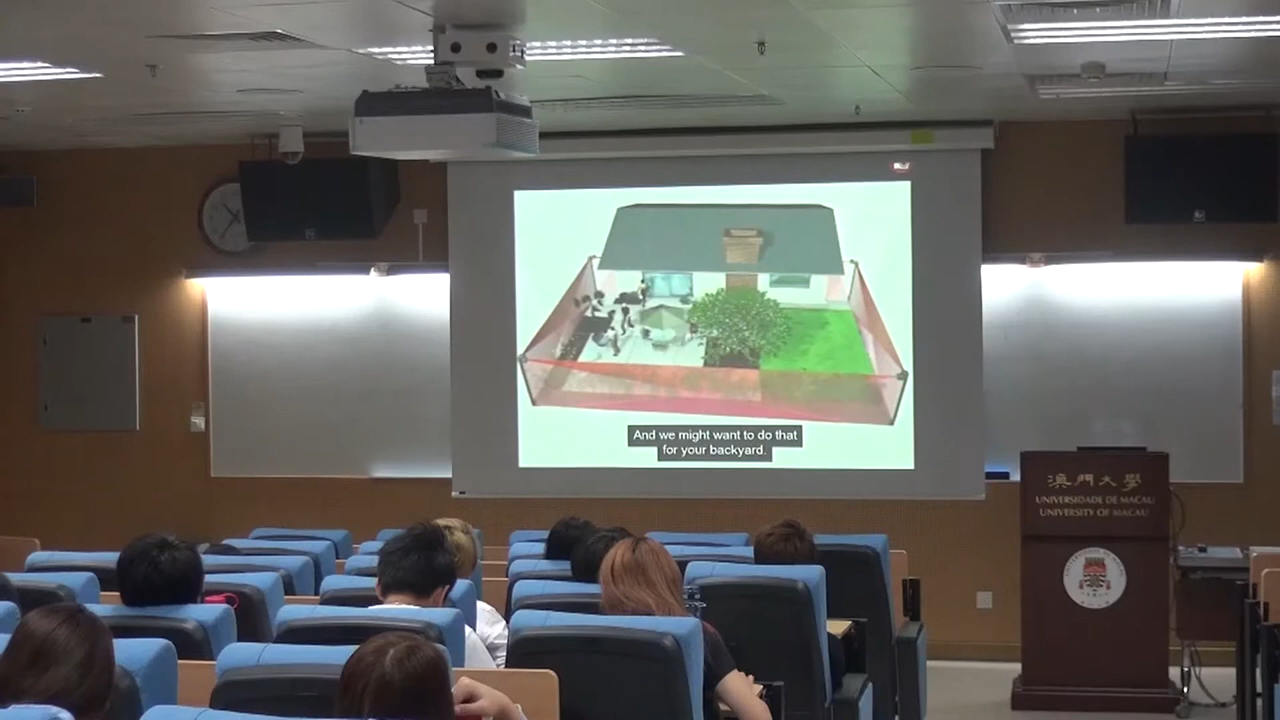 And we might want to do that
for your backyard.
澳門大學
UNIVERSIDADE DE MACAU
UNIVERSITY OF MACAU